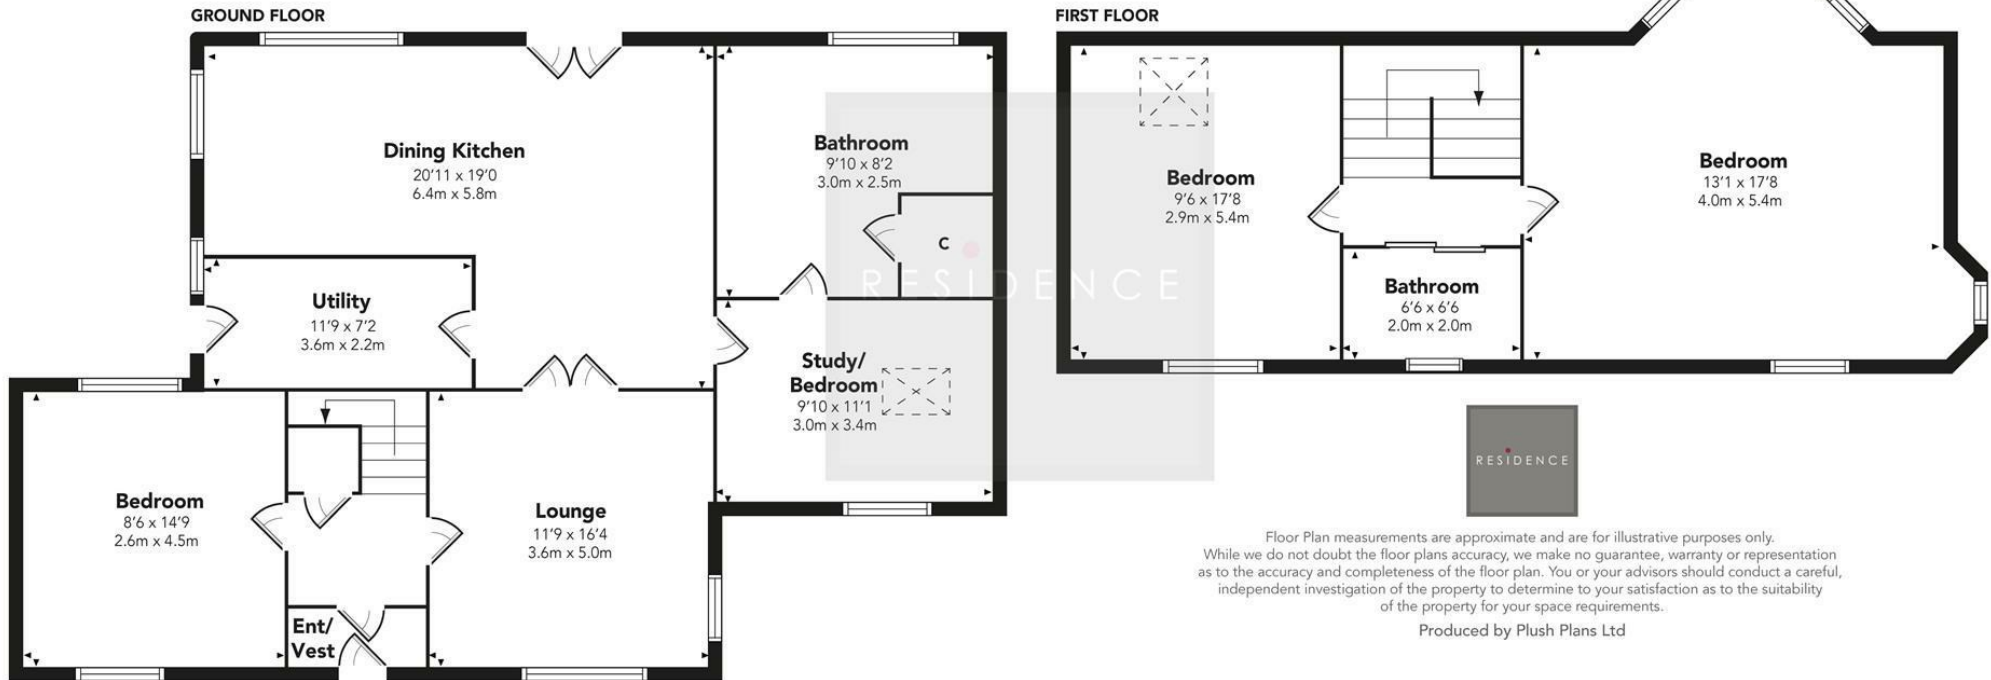 GROUND FLOOR
Dining Kitchen
20'11 x 19'0
6.4m x 5.8m
Bathroom
9'10 x 8'2
3.0m x 2.5m
C
Utility
11'9 x 7'2
3.6m x 2.2m
Study/
Bedroom
9'10 x 11'1
3.0m x 3.4m
Bedroom
8'6 x 14'9
2.6m x 4.5m
Lounge
11'9 x 16'4
3.6m x 5.0m
Ent/
Vest
RESIDENCE
FIRST FLOOR
Bedroom
9'6 x 17'8
2.9m x 5.4m
Bedroom
13'1 x 17'8
4.0m x 5.4m
Bathroom
6'6 x 6'6
2.0m x 2.0m
RESIDENCE
Floor Plan measurements are approximate and are for illustrative purposes only.
While we do not doubt the floor plans accuracy, we make no guarantee, warranty or representation
as to the accuracy and completeness of the floor plan. You or your advisors should conduct a careful,
independent investigation of the property to determine to your satisfaction as to the suitability
of the property for your space requirements.
Produced by Plush Plans Ltd